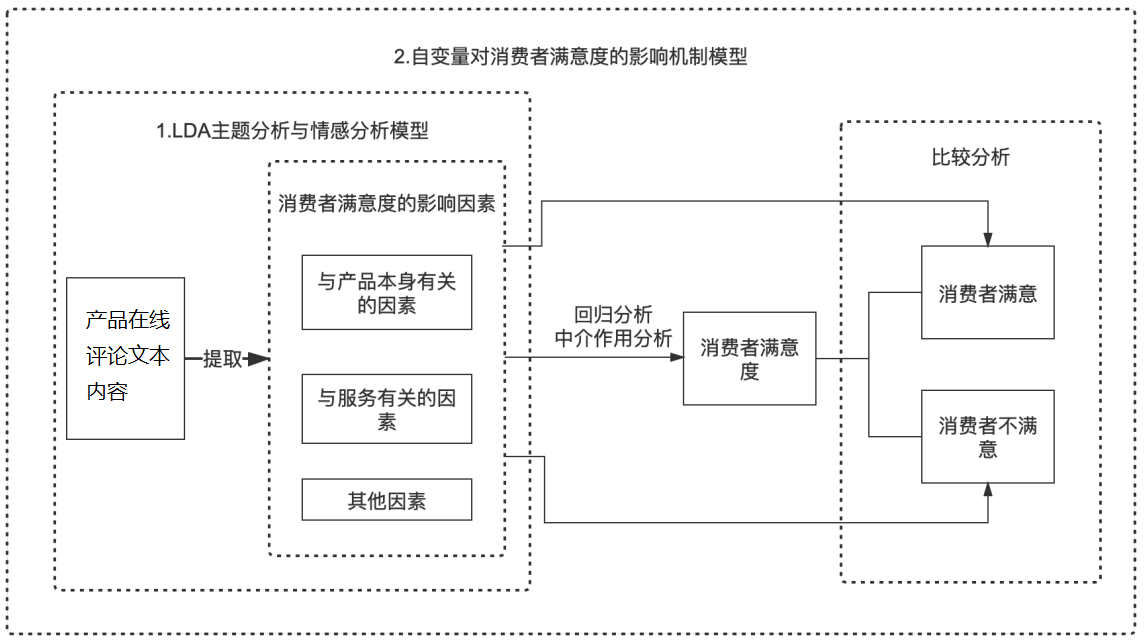 2.自变量对消费者满意度的影响机制模型
1.LDA主题分析与情感分析模型
消费者满意度的影响因素
产品在线
评论文本
内容
提取
与产品本身有关
的因素
与服务有关的因
素
其他因素
回归分析
中介作用分析
消费者满意
度
比较分析
消费者满意
消费者不满
意